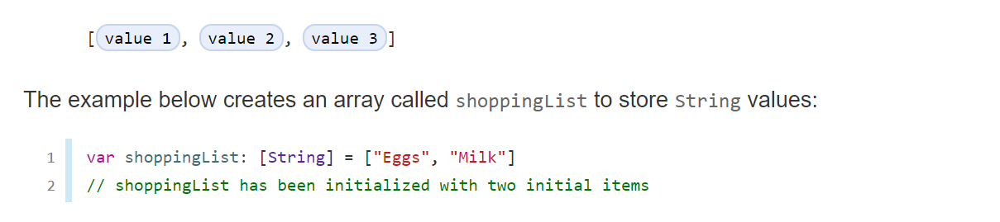 [value 1, value 2, value 3]
The example below creates an array called shoppingList to store String values:
1 var shoppingList: [String] = ["Eggs", "Milk"]
2 // shoppingList has been initialized with two initial items